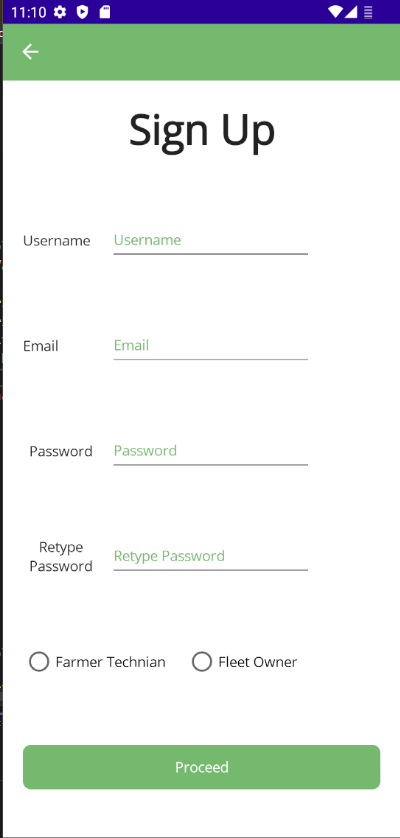 11:10
Sign Up
Username Username
Email Email
Password Password
Retype
Password Retype Password
Farmer Technian Fleet Owner
Proceed